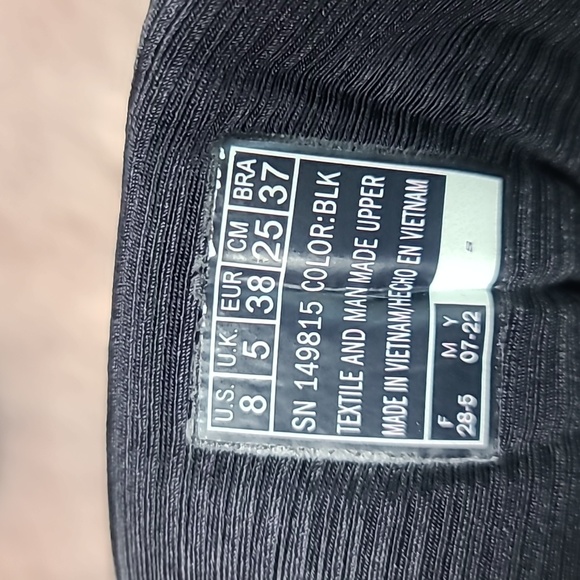 U.S. U.K. EUR CM BRA
8 5 38 25 37
SN 149815 COLOR:BLK
TEXTILE AND MAN MADE UPPER
MADE IN VIETNAM/HECHO EN VIETNAM
F M Y
28-5 07-22